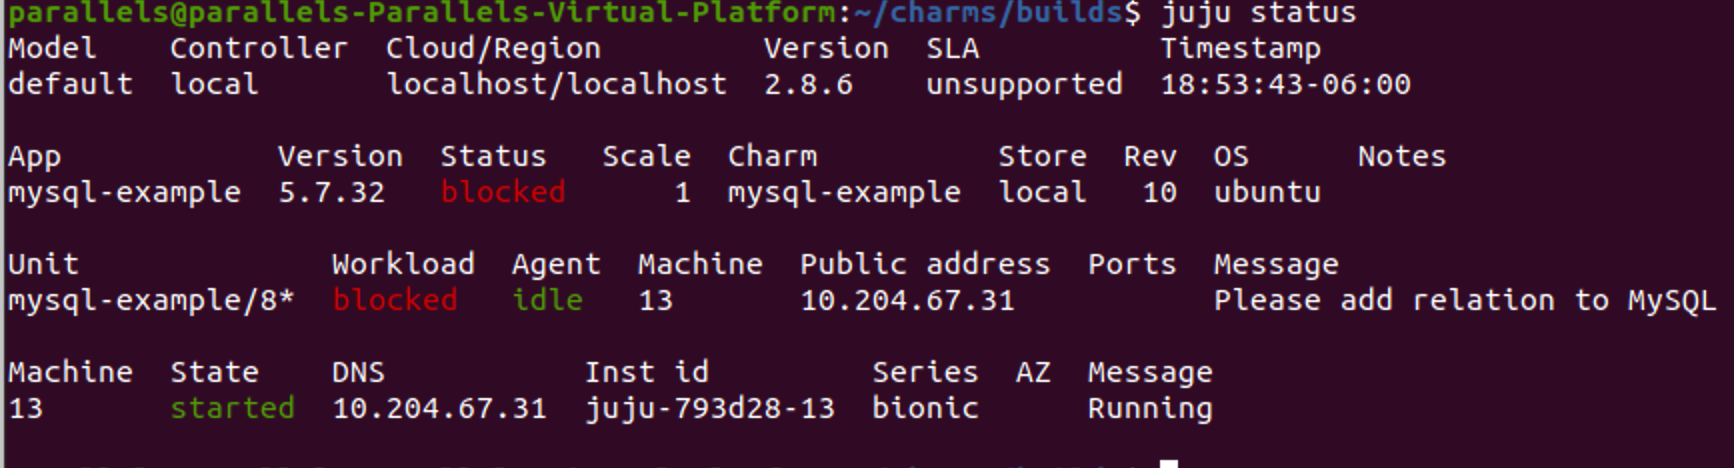 parallels@parallels-Parallels-Virtual-Platform:~/charms/builds$ juju status
Model    Controller  Cloud/Region         Version  SLA          Timestamp
default  local       localhost/localhost  2.8.6    unsupported  18:53:43-06:00
App            Version  Status   Scale  Charm          Store  Rev  OS      Notes
mysql-example  5.7.32   blocked      1  mysql-example  local   10  ubuntu
Unit              Workload  Agent  Machine  Public address  Ports  Message
mysql-example/8*  blocked   idle   13       10.204.67.31           Please add relation to MySQL
Machine  State    DNS           Inst id         Series  AZ  Message
13       started  10.204.67.31  juju-793d28-13  bionic      Running